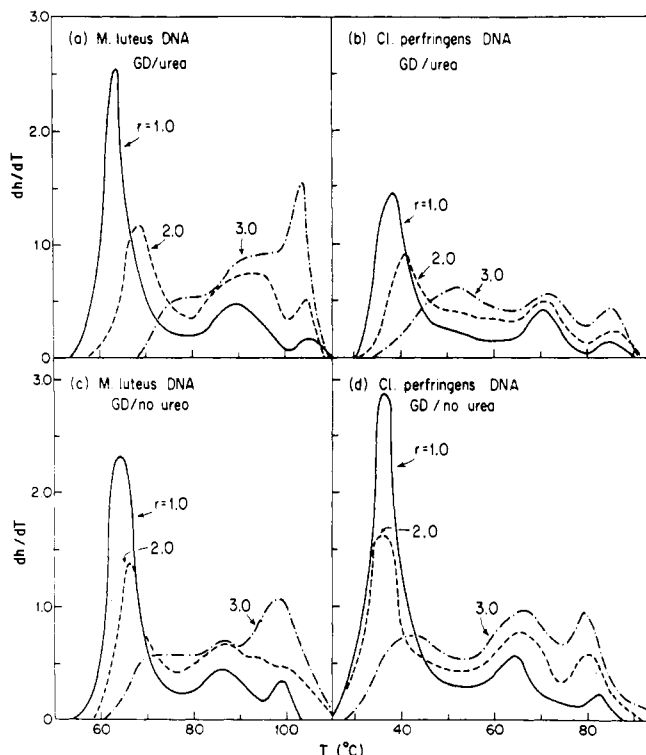 3.0
(a) M. luteus DNA
GD/urea
2.0
r=1.0
1.0
2.0
3.0
0
dh/dT
(b) Cl. perfringens DNA
GD/urea
r=1.0
2.0
3.0
3.0
(c) M. luteus DNA
GD/no urea
2.0
r=1.0
2.0
1.0
3.0
0
dh/dT
60 80 100
(d) Cl. perfringens DNA
GD/no urea
r=1.0
2.0
3.0
40 60 80
T (°C)